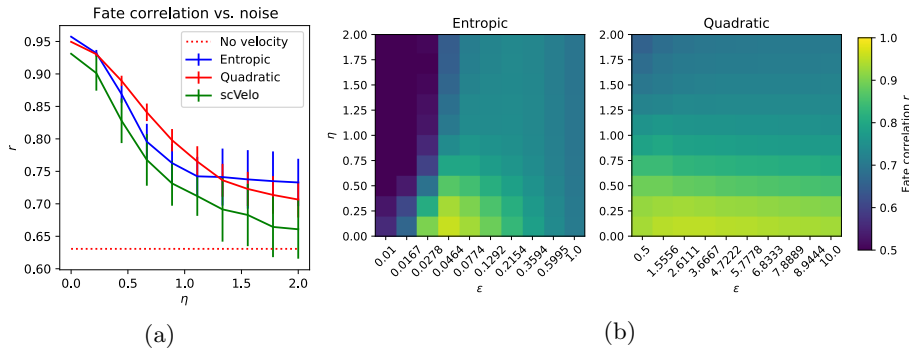 Fate correlation vs. noise
No velocity
Entropic
Quadratic
scVelo
0.95
0.90
0.85
0.80
0.75
0.70
0.65
0.60
r
0.0 0.5 1.0 1.5 2.0
η
(a)
Entropic
2.00
1.75
1.50
1.25
1.00
0.75
0.50
0.25
0.00
η
0.01 0.0167 0.0278 0.0464 0.0774 0.1292 0.2154 0.3594 0.5995 1.0
ε
Quadratic
2.00
1.75
1.50
1.25
1.00
0.75
0.50
0.25
0.00
0.5 1.5556 2.6111 3.6667 4.7222 5.7778 6.8333 7.8889 8.9444 10.0
ε
1.0
0.9
0.8
0.7
0.6
0.5
Fate correlation r
(b)